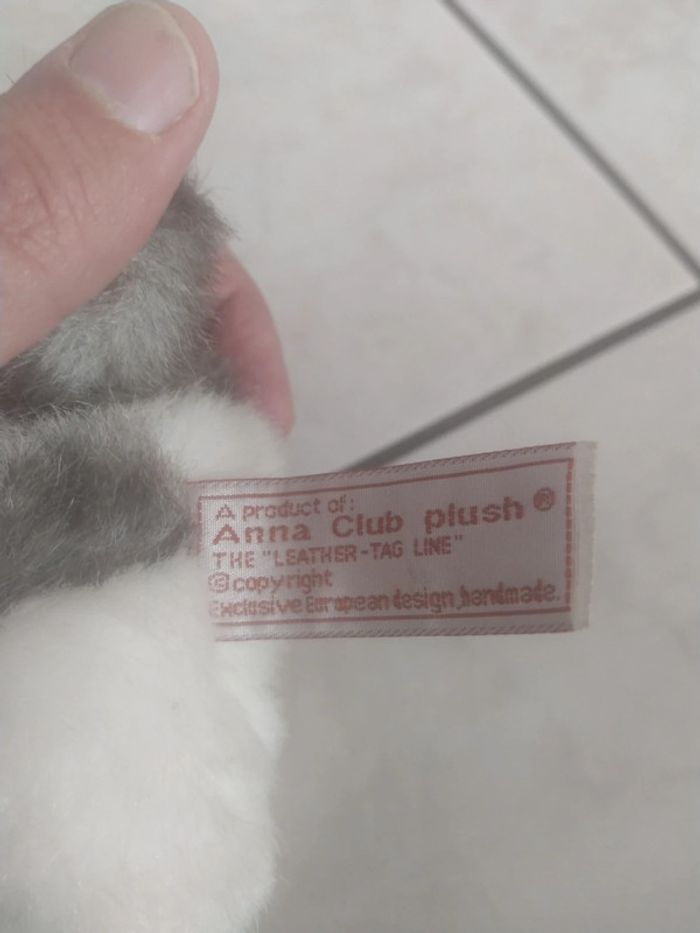 A product of:
Anna Club plush ®
THE "LEATHER-TAG LINE"
© copyright
Exclusive European design, handmade.